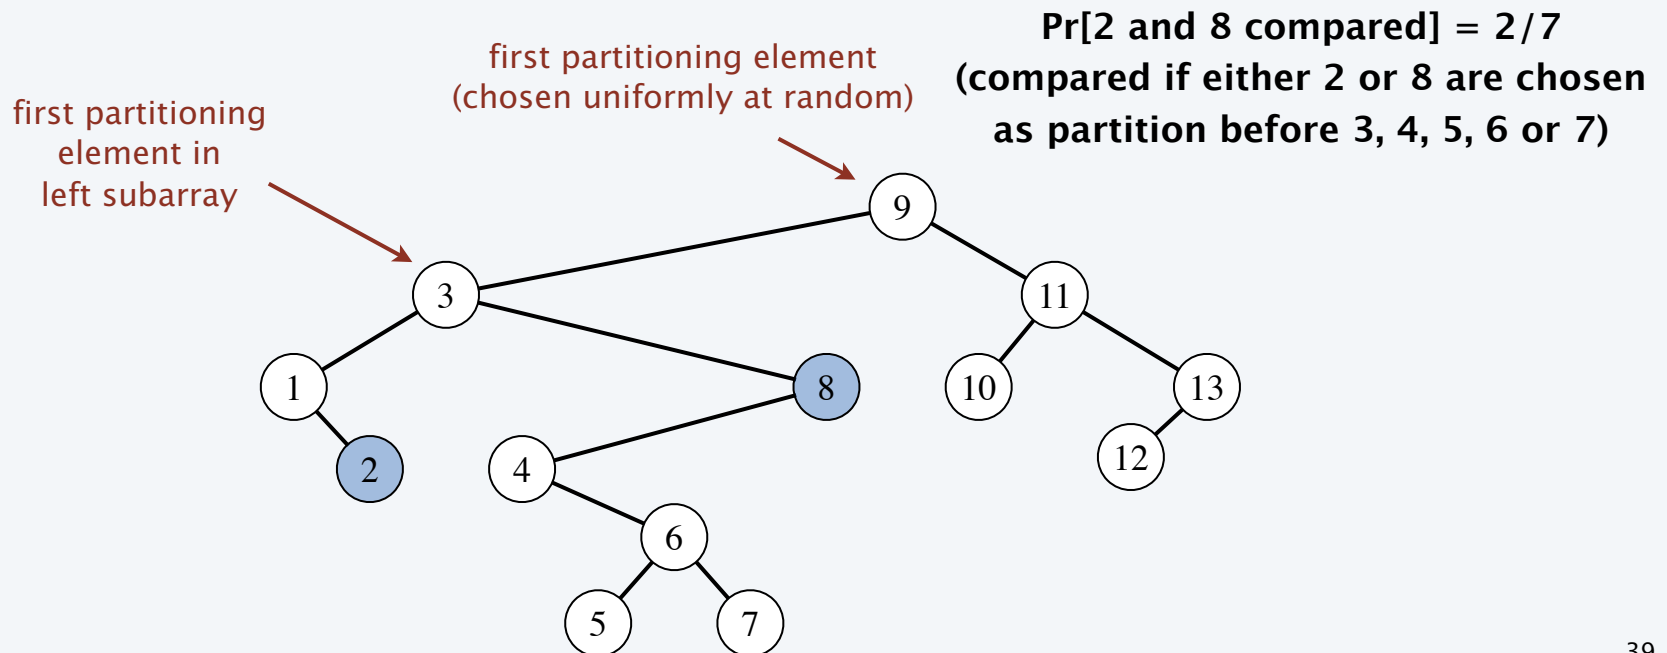 Pr[2 and 8 compared] = 2/7
(compared if either 2 or 8 are chosen
as partition before 3, 4, 5, 6 or 7)
first partitioning element
(chosen uniformly at random)
first partitioning
element in
left subarray
9
3
11
1
8
10
13
2
4
12
6
5
7
39